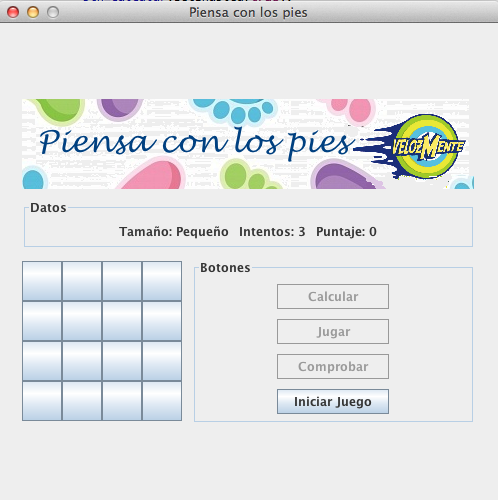 Piensa con los pies
Piensa con los pies
VELOZMENTE
Datos
Tamaño: Pequeño Intentos: 3 Puntaje: 0
Botones
Calcular
Jugar
Comprobar
Iniciar Juego